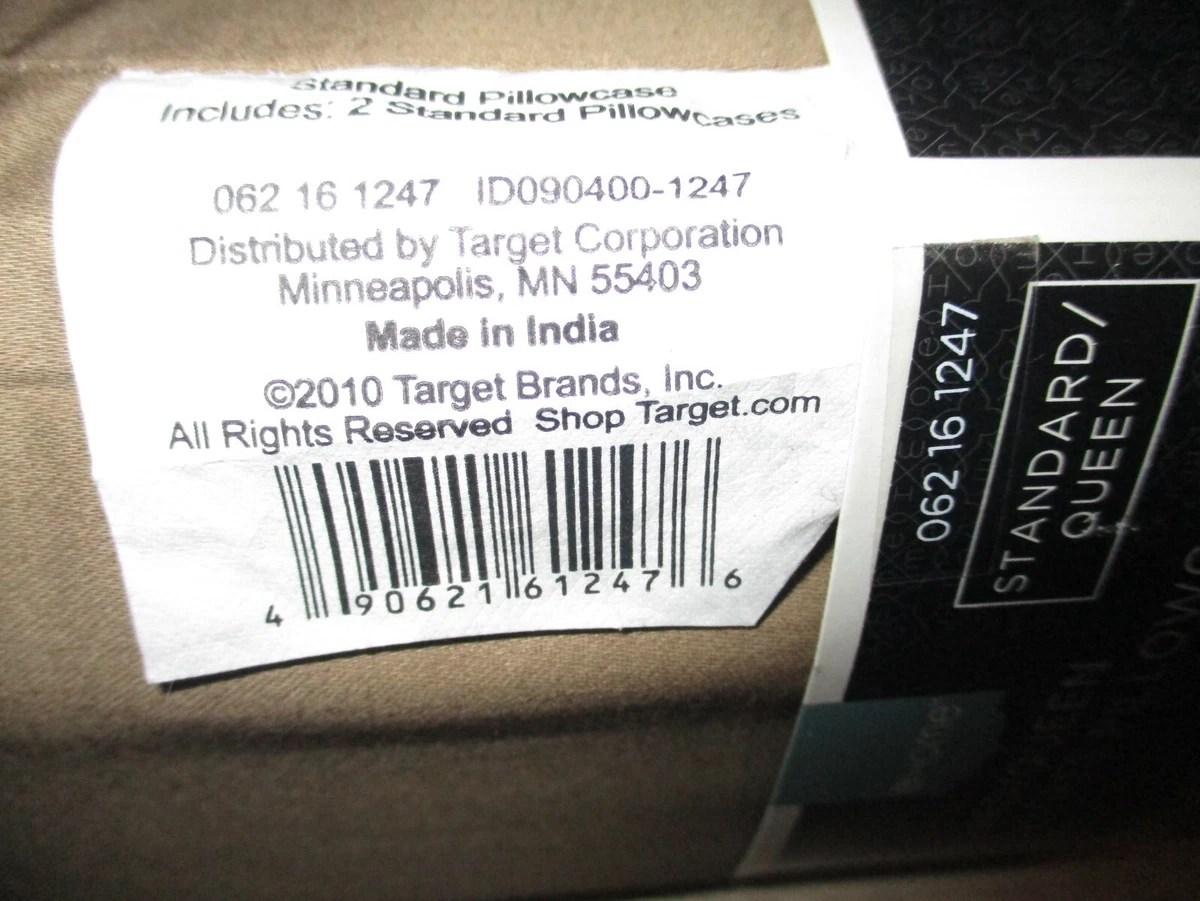 Standard Pillowcase
Includes: 2 Standard Pillowcases
062 16 1247 ID090400-1247
Distributed by Target Corporation
Minneapolis, MN 55403
Made in India
©2010 Target Brands, Inc.
All Rights Reserved Shop Target.com
4 90621 61247 6
062 16 1247
STANDARD/
QUEEN